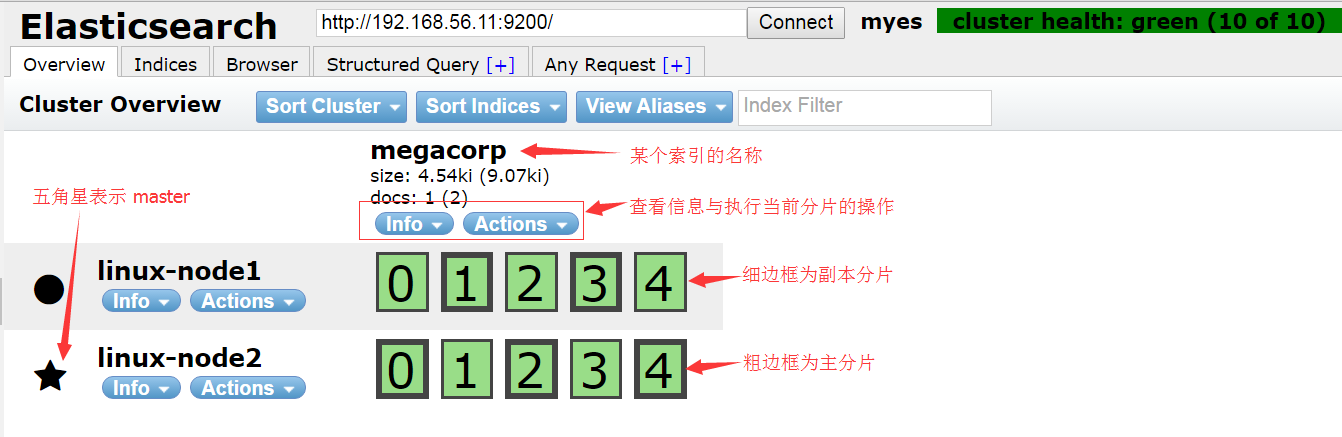 Elasticsearch http://192.168.56.11:9200/ Connect myes cluster health: green (10 of 10)
Overview Indices Browser Structured Query [+] Any Request [+]
Cluster Overview Sort Cluster Sort Indices View Aliases Index Filter
megacorp 某个索引的名称
size: 4.54ki (9.07ki)
docs: 1 (2)
五角星表示 master
Info Actions 查看信息与执行当前分片的操作
linux-node1 0 1 2 3 4 细边框为副本分片
Info Actions
linux-node2 0 1 2 3 4 粗边框为主分片
Info Actions